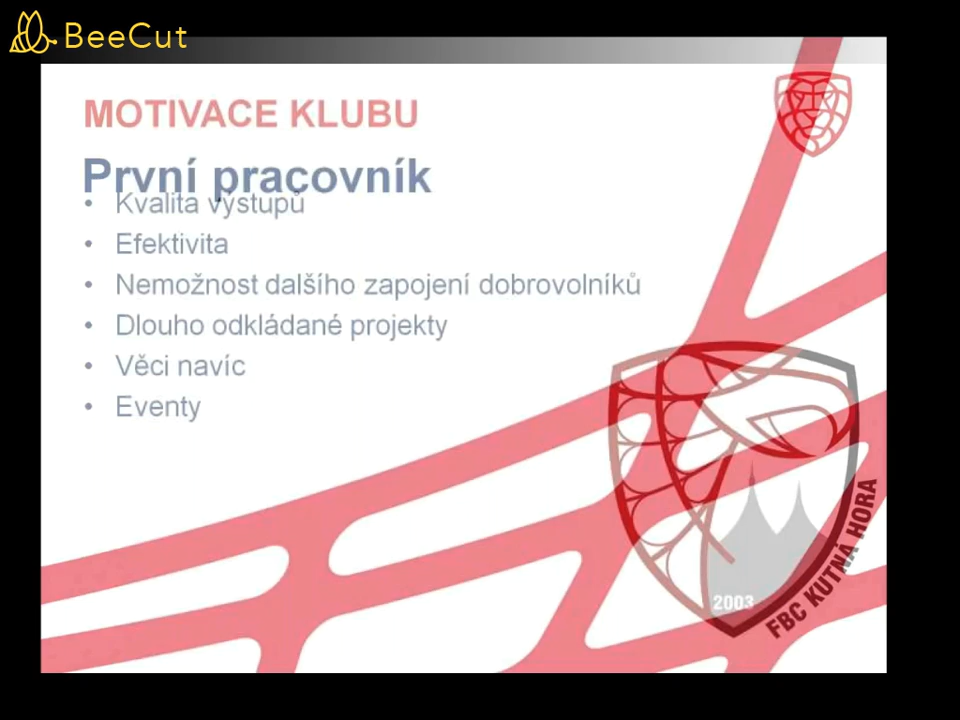 BeeCut
MOTIVACE KLUBU
První pracovník
• Kvalita výstupů
• Efektivita
• Nemožnost dalšího zapojení dobrovolníků
• Dlouho odkládané projekty
• Věci navíc
• Eventy
2003
FBC KUTNÁ HORA